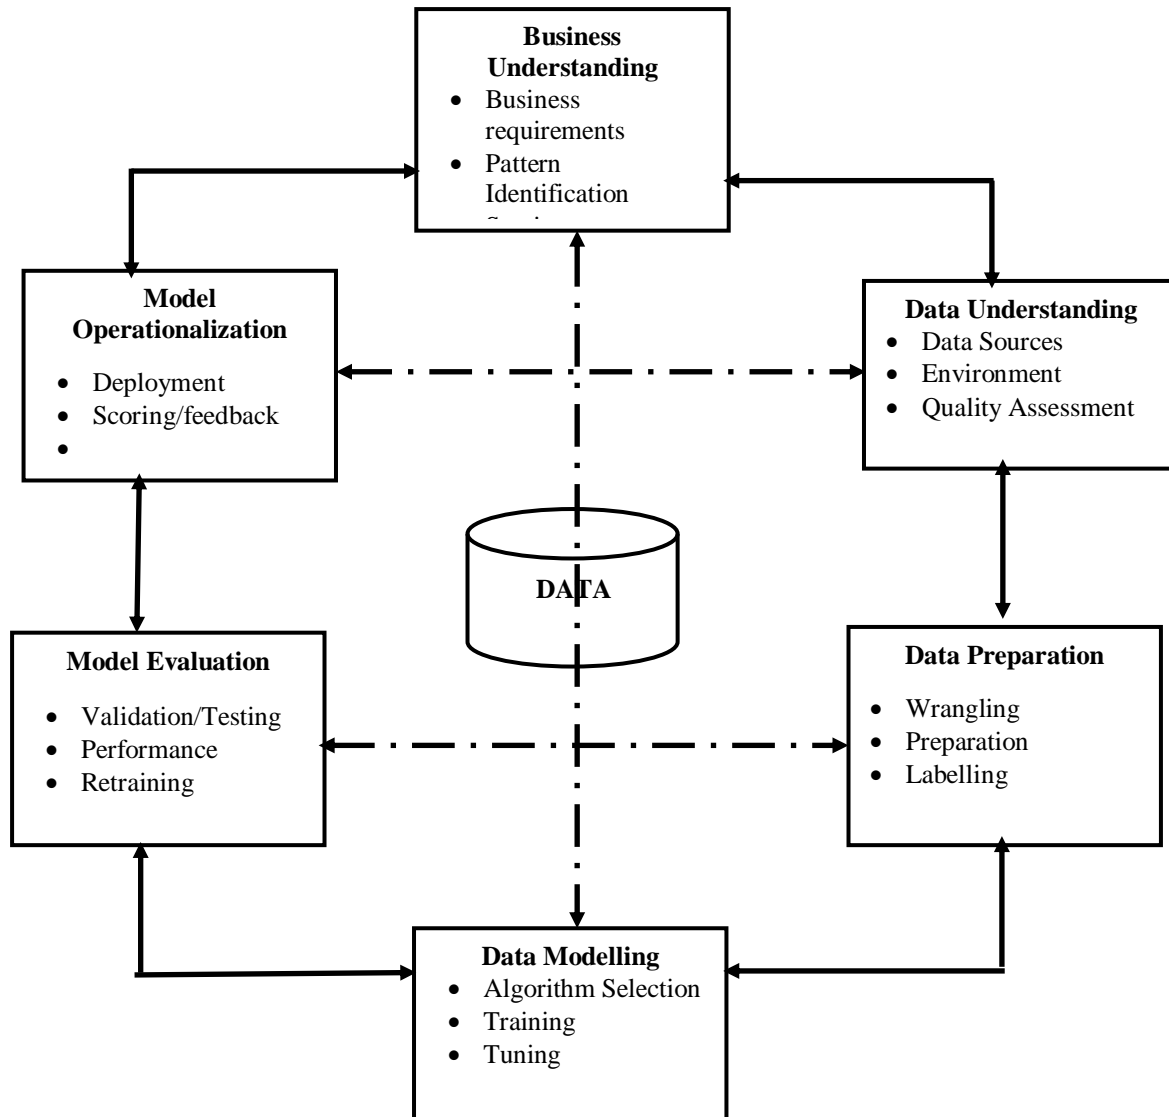 Business
Understanding
• Business
requirements
• Pattern
Identification
Model
Operationalization
• Deployment
• Scoring/feedback
•
Data Understanding
• Data Sources
• Environment
• Quality Assessment
DATA
Model Evaluation
• Validation/Testing
• Performance
• Retraining
Data Preparation
• Wrangling
• Preparation
• Labelling
Data Modelling
• Algorithm Selection
• Training
• Tuning